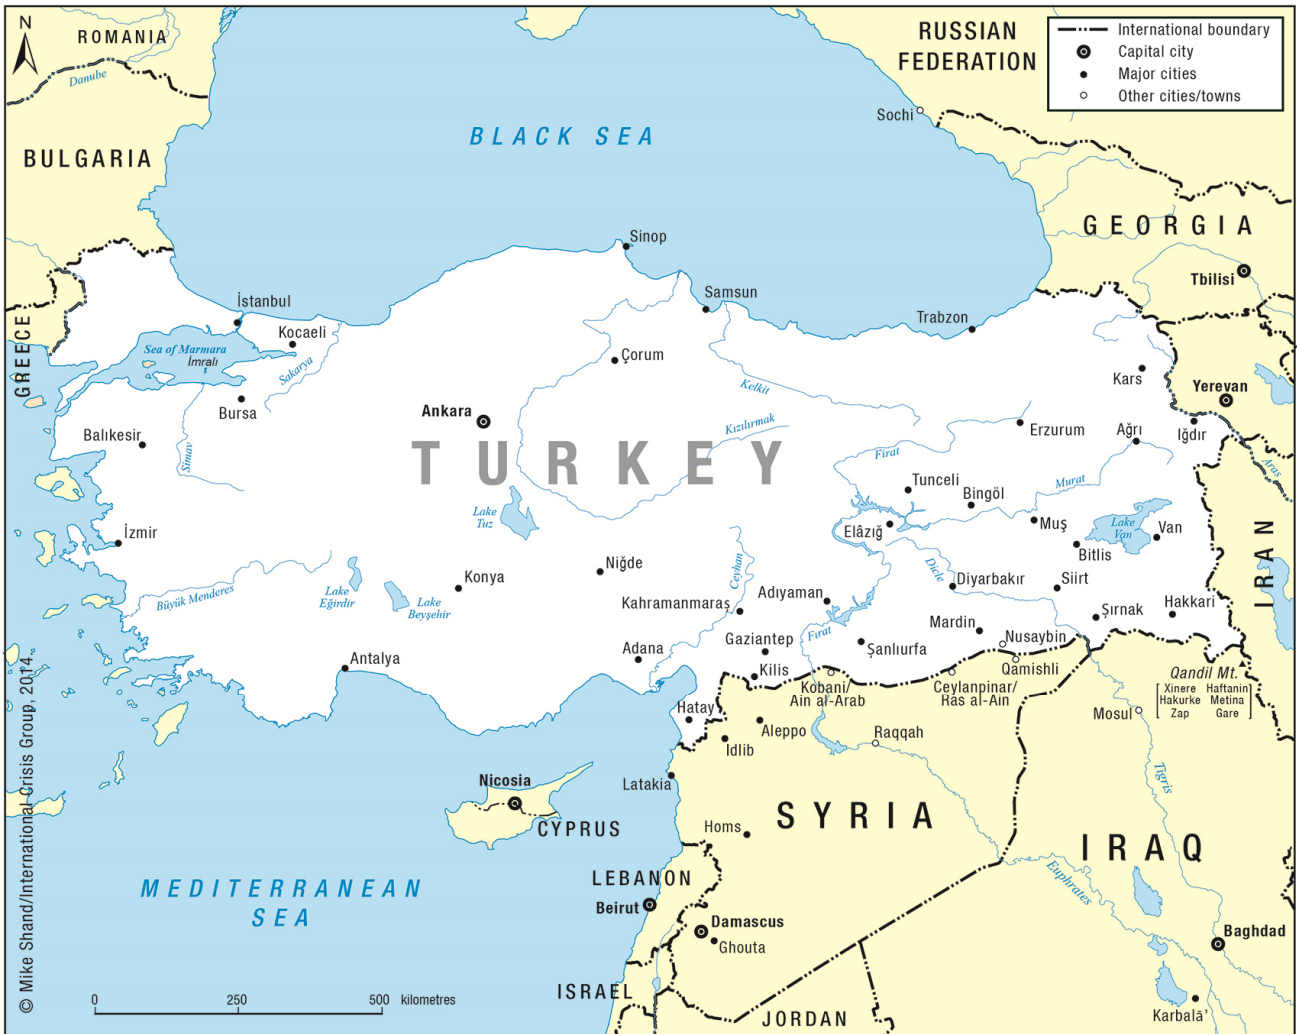 N
ROMANIA
Danube
BULGARIA
BLACK SEA
RUSSIAN
FEDERATION
International boundary
Capital city
Major cities
Other cities/towns
Sochi
GEORGIA
Tbilisi
Sinop
Samsun
Trabzon
İstanbul
Kocaeli
Sea of Marmara
İmralı
Sakarya
GREECE
Çorum
Kars
Yerevan
Bursa
Ankara
Kelkit
Kızılırmak
Erzurum
Ağrı
Iğdır
Aras
Balıkesir
Simav
TURKEY
Fırat
Tunceli
Bingöl
Murat
Lake
Tuz
Elâzığ
Muş
Lake
Van
Van
Bitlis
IRAN
İzmir
Niğde
Ceyhan
Dicle
Diyarbakır
Siirt
Konya
Büyük Menderes
Lake
Eğirdir
Lake
Beyşehir
Kahramanmaraş
Adıyaman
Şırnak
Hakkari
Mardin
Nusaybin
Gaziantep
Fırat
Şanlıurfa
Antalya
Adana
Kilis
Kobani/
Ain al-Arab
Ceylanpinar/
Ras al-Ain
Qamishli
Qandil Mt.
Xinere
Hakurke
Zap
Haftanin
Metina
Gare
Hatay
Aleppo
Idlib
Raqqah
Mosul
Latakia
Nicosia
CYPRUS
Homs
SYRIA
Tigris
IRAQ
Euphrates
MEDITERRANEAN
SEA
LEBANON
Beirut
Damascus
Ghouta
Baghdad
ISRAEL
JORDAN
Karbalā'
0 250 500 kilometres
© Mike Shand/International Crisis Group, 2014.